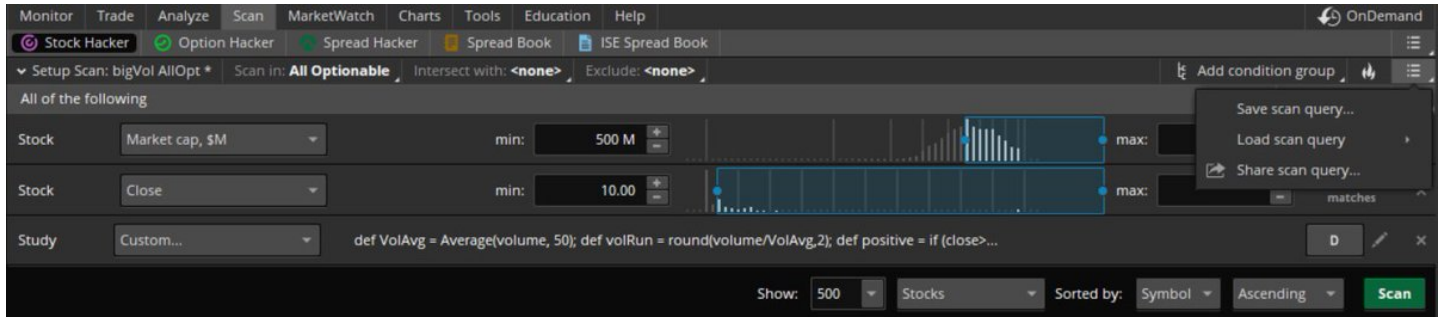 Monitor Trade Analyze Scan MarketWatch Charts Tools Education Help OnDemand
Stock Hacker Option Hacker Spread Hacker Spread Book ISE Spread Book
Setup Scan: bigVol AllOpt * Scan in: All Optionable Intersect with: <none> Exclude: <none> Add condition group
All of the following
Save scan query...
Stock Market cap, $M min: 500 M max: Load scan query
Share scan query...
Stock Close min: 10.00 max: matches
Study Custom... def VolAvg = Average(volume, 50); def volRun = round(volume/VolAvg,2); def positive = if (close>... D
Show: 500 Stocks Sorted by: Symbol Ascending Scan